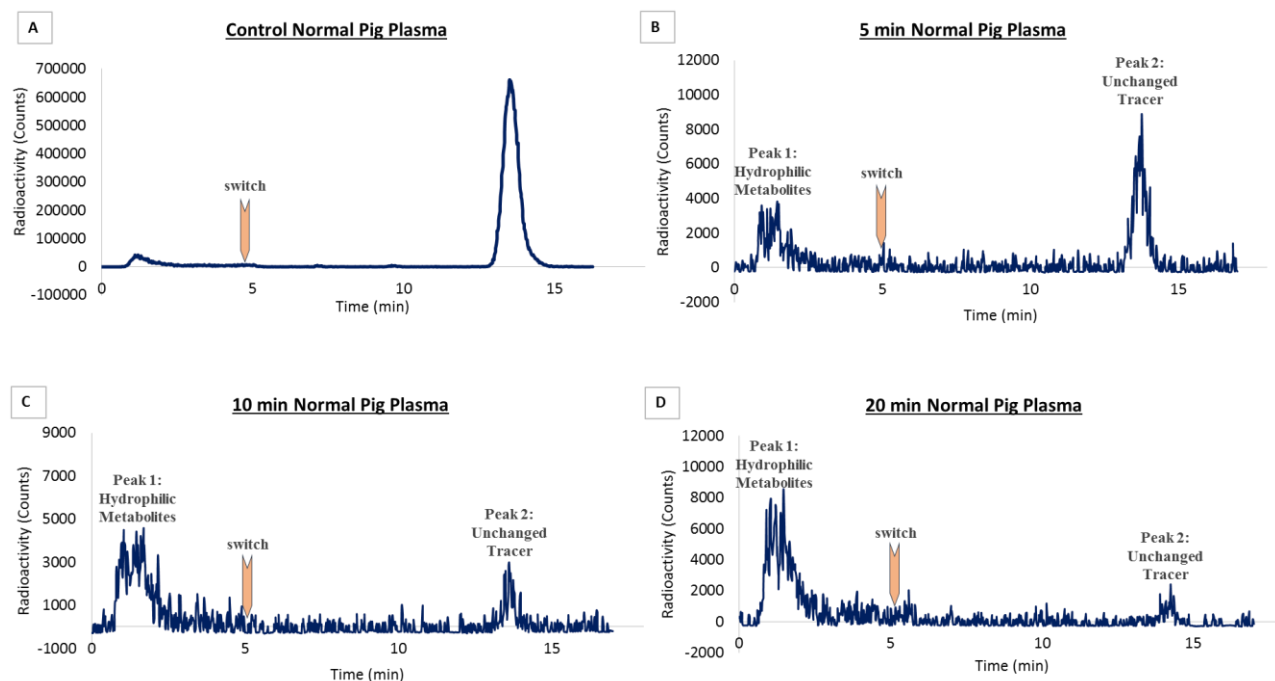 A
Control Normal Pig Plasma
Radioactivity (Counts)
700000
600000
500000
400000
300000
200000
100000
0
-100000
switch
0
5
10
15
Time (min)
B
5 min Normal Pig Plasma
Radioactivity (Counts)
12000
10000
8000
6000
4000
2000
0
-2000
Peak 1:
Hydrophilic
Metabolites
switch
Peak 2:
Unchanged
Tracer
0
5
10
15
Time (min)
C
10 min Normal Pig Plasma
Radioactivity (Counts)
9000
7000
5000
3000
1000
-1000
Peak 1:
Hydrophilic
Metabolites
switch
Peak 2:
Unchanged
Tracer
0
5
10
15
Time (min)
D
20 min Normal Pig Plasma
Radioactivity (Counts)
12000
10000
8000
6000
4000
2000
0
-2000
Peak 1:
Hydrophilic
Metabolites
switch
Peak 2:
Unchanged
Tracer
0
5
10
15
Time (min)